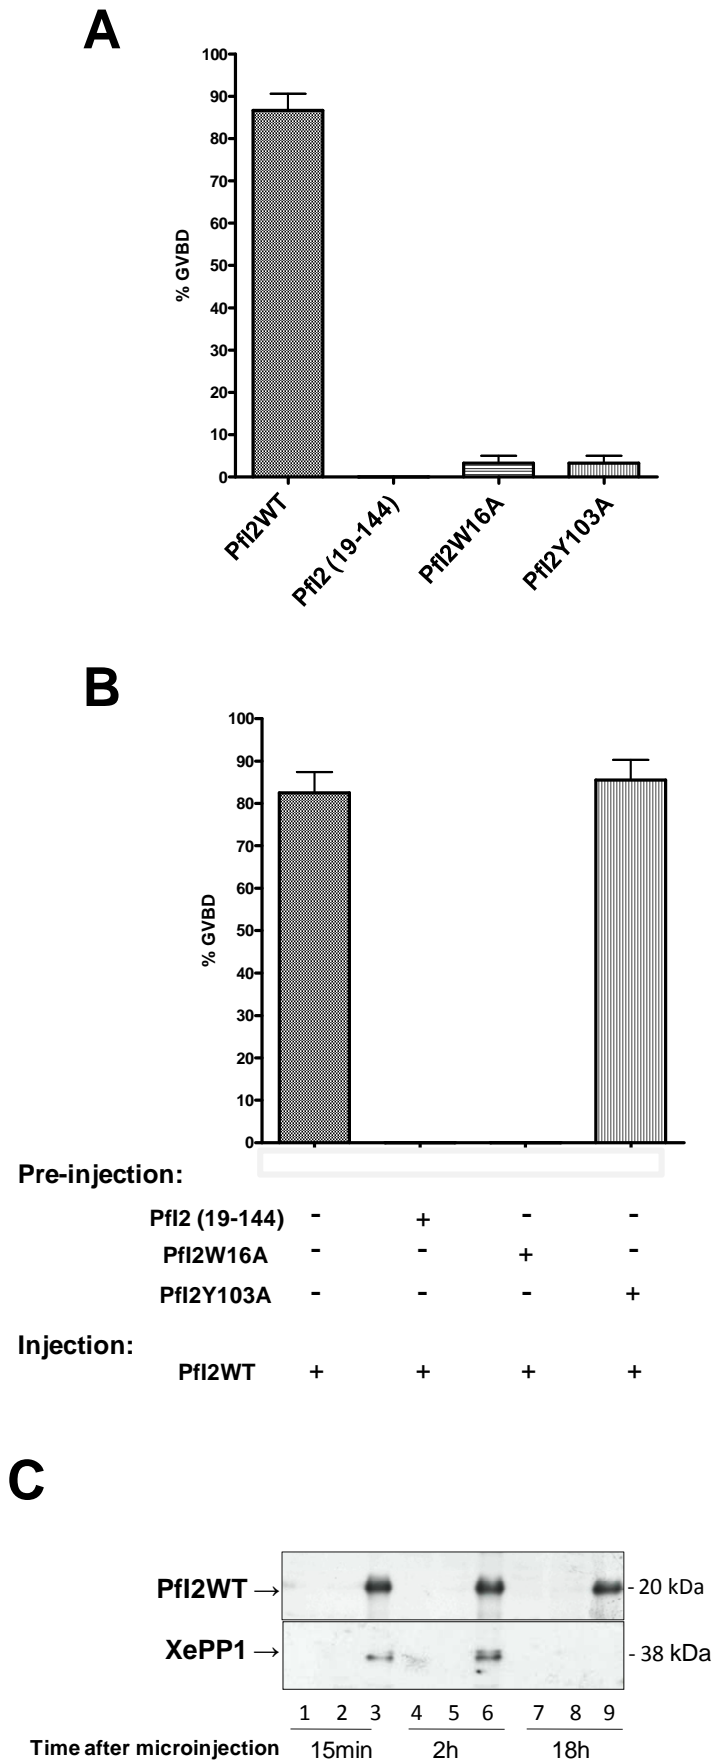 A
100
90
80
70
60
50
40
30
20
10
0
% GVBD
PfI2WT
PfI2 (19-144)
PfI2W16A
PfI2Y103A
B
100
90
80
70
60
50
40
30
20
10
0
% GVBD
Pre-injection:
PfI2 (19-144) - + - -
PfI2W16A - - + -
PfI2Y103A - - - +
Injection:
PfI2WT + + + +
C
PfI2WT → - 20 kDa
XePP1 → - 38 kDa
1 2 3 4 5 6 7 8 9
Time after microinjection 15min 2h 18h